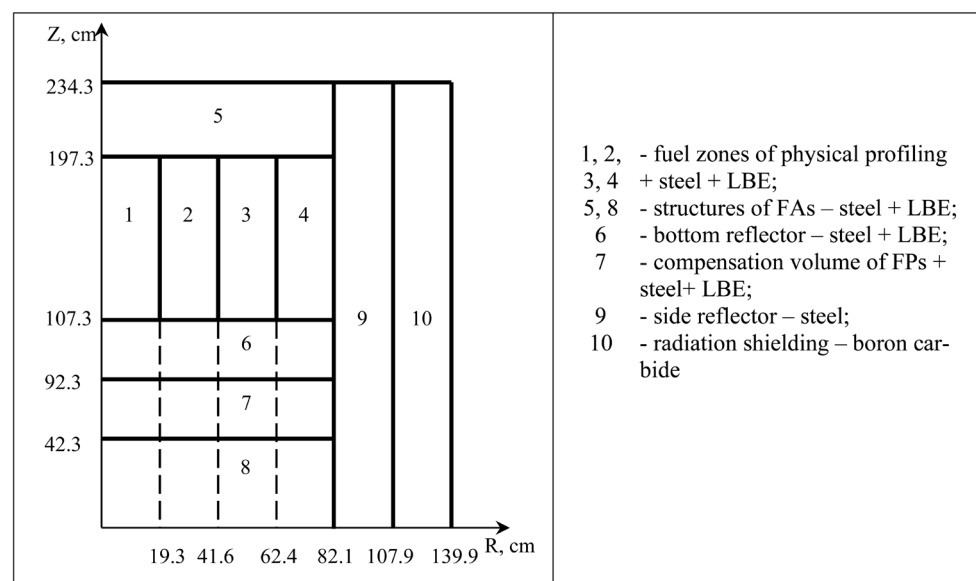 Z, cm
234.3
5
197.3
1 2 3 4
107.3
9 10
6
92.3
7
42.3
8
R, cm
19.3 41.6 62.4 82.1 107.9 139.9
1, 2, - fuel zones of physical profiling
3, 4 + steel + LBE;
5, 8 - structures of FAs – steel + LBE;
6 - bottom reflector – steel + LBE;
7 - compensation volume of FPs +
steel+ LBE;
9 - side reflector – steel;
10 - radiation shielding – boron car-
bide